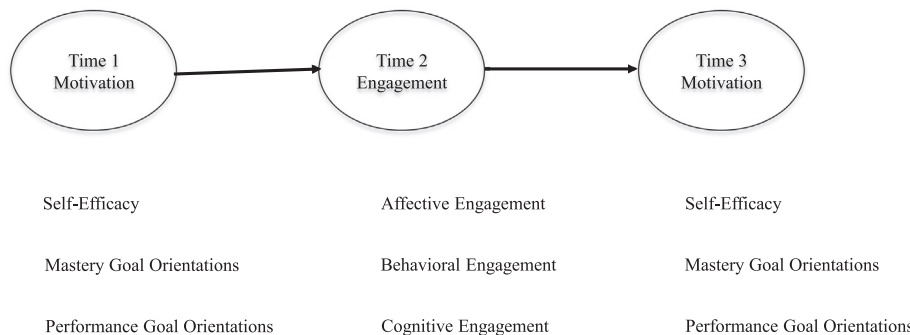 Time 1
Motivation
Time 2
Engagement
Time 3
Motivation
Self-Efficacy
Affective Engagement
Self-Efficacy
Mastery Goal Orientations
Behavioral Engagement
Mastery Goal Orientations
Performance Goal Orientations
Cognitive Engagement
Performance Goal Orientations